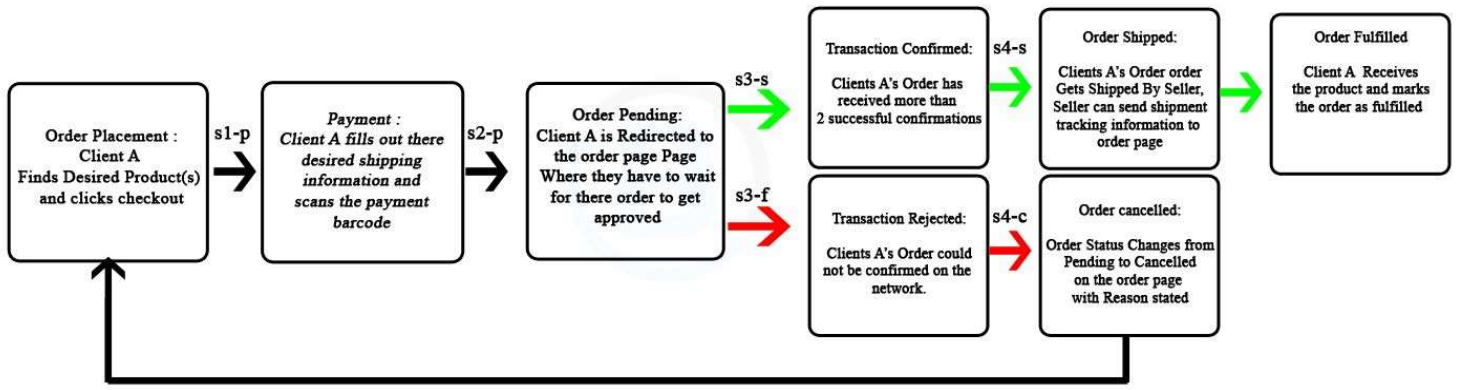 Order Placement :
Client A
Finds Desired Product(s)
and clicks checkout
s1-p
Payment :
Client A fills out there
desired shipping
information and
scans the payment
barcode
s2-p
Order Pending:
Client A is Redirected to
the order page Page
Where they have to wait
for there order to get
approved
s3-s
Transaction Confirmed:
Clients A's Order has
received more than
2 successful confirmations
s4-s
Order Shipped:
Clients A's Order order
Gets Shipped By Seller,
Seller can send shipment
tracking information to
order page
Order Fulfilled
Client A Receives
the product and marks
the order as fulfilled
s3-f
Transaction Rejected:
Clients A's Order could
not be confirmed on the
network.
s4-c
Order cancelled:
Order Status Changes from
Pending to Cancelled
on the order page
with Reason stated